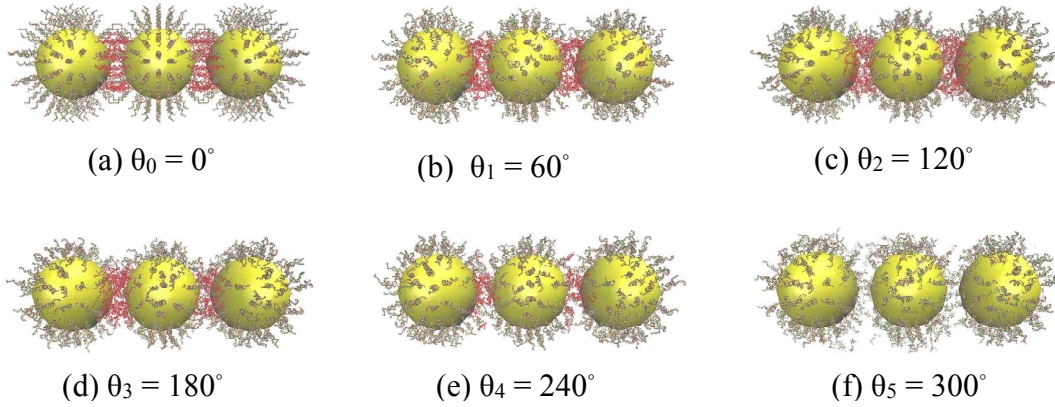 (a) θ₀ = 0°
(b) θ₁ = 60°
(c) θ₂ = 120°
(d) θ₃ = 180°
(e) θ₄ = 240°
(f) θ₅ = 300°